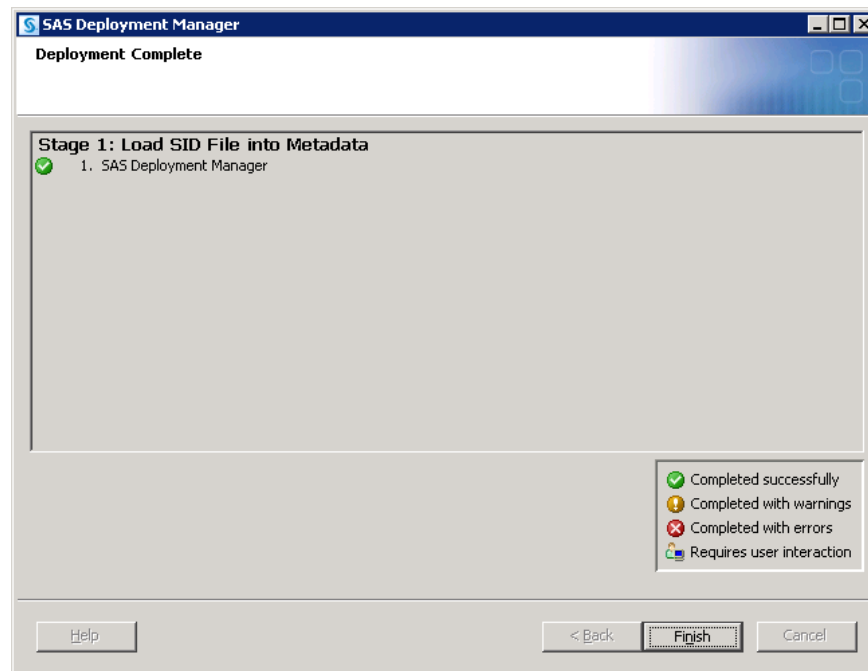 SAS Deployment Manager
Deployment Complete
Stage 1: Load SID File into Metadata
1. SAS Deployment Manager
Completed successfully
Completed with warnings
Completed with errors
Requires user interaction
Help
< Back
Finish
Cancel